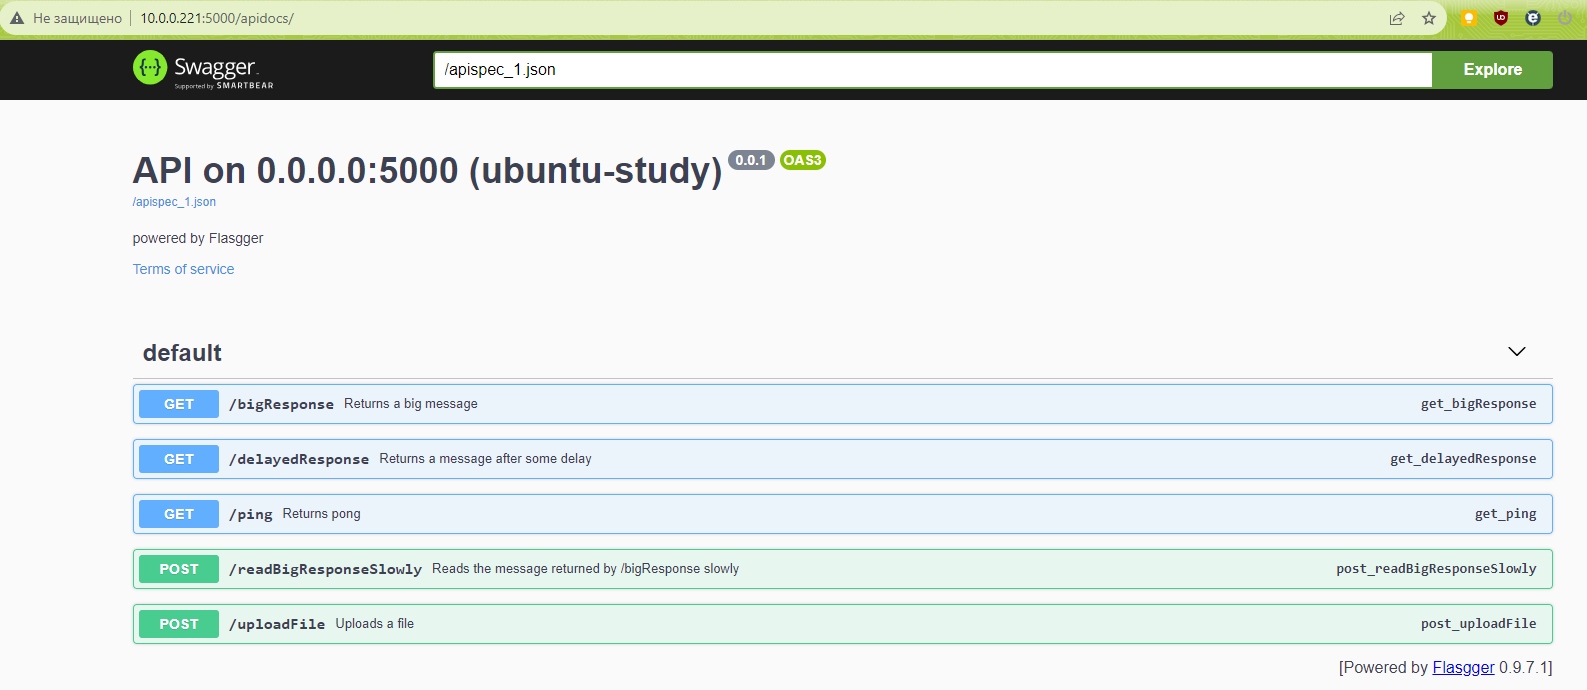 Не защищено 10.0.0.221:5000/apidocs/
Swagger
Supported by SMARTBEAR
/apispec_1.json
Explore
API on 0.0.0.0:5000 (ubuntu-study) 0.0.1 OAS3
/apispec_1.json
powered by Flasgger
Terms of service
default
GET /bigResponse Returns a big message get_bigResponse
GET /delayedResponse Returns a message after some delay get_delayedResponse
GET /ping Returns pong get_ping
POST /readBigResponseSlowly Reads the message returned by /bigResponse slowly post_readBigResponseSlowly
POST /uploadFile Uploads a file post_uploadFile
[Powered by Flasgger 0.9.7.1]